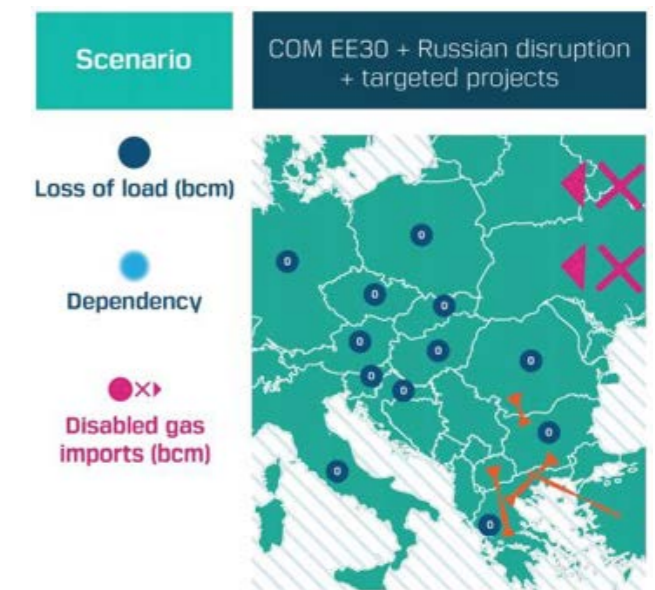 Scenario
COM EE30 + Russian disruption
+ targeted projects
Loss of load (bcm)
Dependency
Disabled gas
imports (bcm)
0
0
0
0
0
0
0
0
0
0
0
0